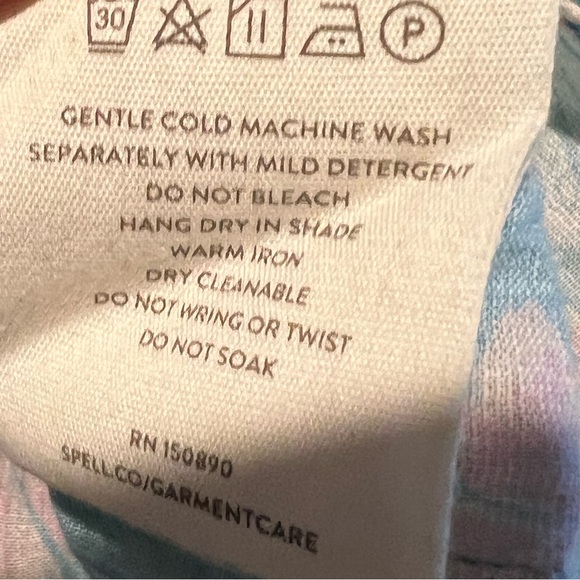 30 P
GENTLE COLD MACHINE WASH
SEPARATELY WITH MILD DETERGENT
DO NOT BLEACH
HANG DRY IN SHADE
WARM IRON
DRY CLEANABLE
DO NOT WRING OR TWIST
DO NOT SOAK
RN 150890
SPELL.CO/GARMENTCARE